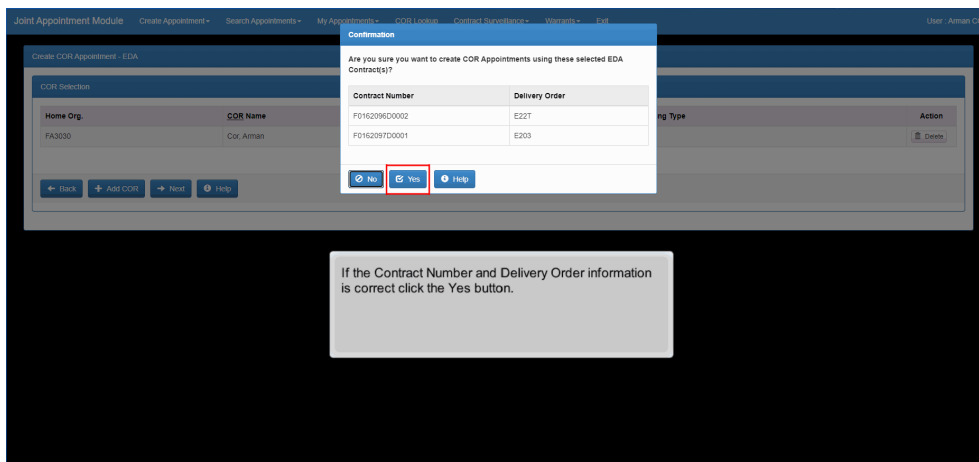 Joint Appointment Module Create Appointment Search Appointments My Appointments COR Lookup Contract Surveillance Warrants Exit User : Arman
Confirmation
Create COR Appointment - EDA
Are you sure you want to create COR Appointments using these selected EDA
Contract(s)?
COR Selection
Contract Number Delivery Order
Home Org. COR Name ng Type Action
F0162096D0002 E22T
FA3030 Cor, Arman Delete
F0162097D0001 E203
No Yes Help
Back Add COR Next Help
If the Contract Number and Delivery Order information
is correct click the Yes button.